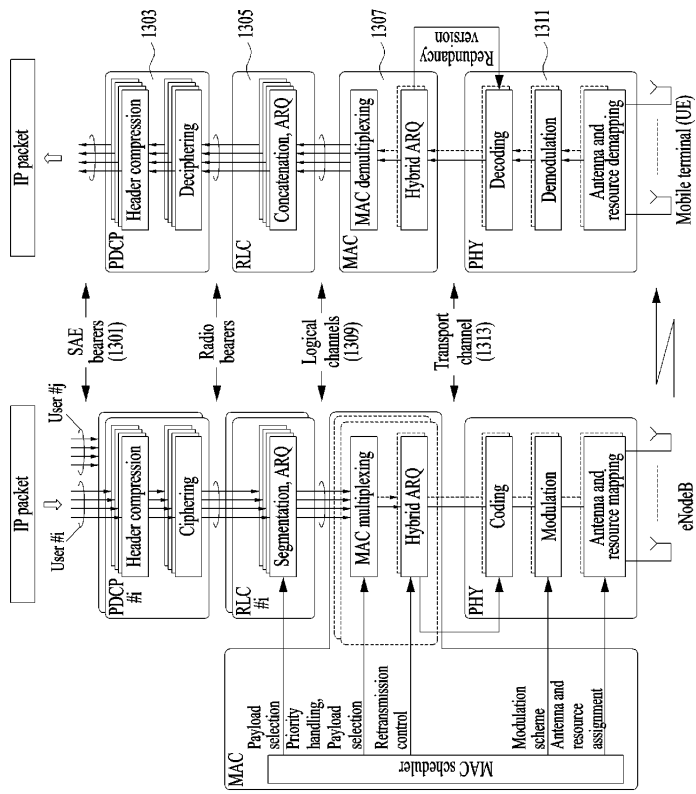 IP packet
IP packet
User #i
User #j
SAE
bearers
(1301)
PDCP
#i
Header compression
Ciphering
PDCP
Header compression
Deciphering
1303
Radio
bearers
RLC
#i
Segmentation, ARQ
RLC
Concatenation, ARQ
1305
Logical
channels
(1309)
MAC
Payload
selection
Priority
handling,
Payload
selection
Retransmission
control
Modulation
scheme
Antenna and
resource
assignment
MAC scheduler
MAC multiplexing
Hybrid ARQ
MAC
MAC demultiplexing
Hybrid ARQ
1307
Redundancy
version
Transport
channel
(1313)
PHY
Coding
Modulation
Antenna and
resource mapping
PHY
Decoding
Demodulation
Antenna and
resource demapping
1311
eNodeB
Mobile terminal (UE)